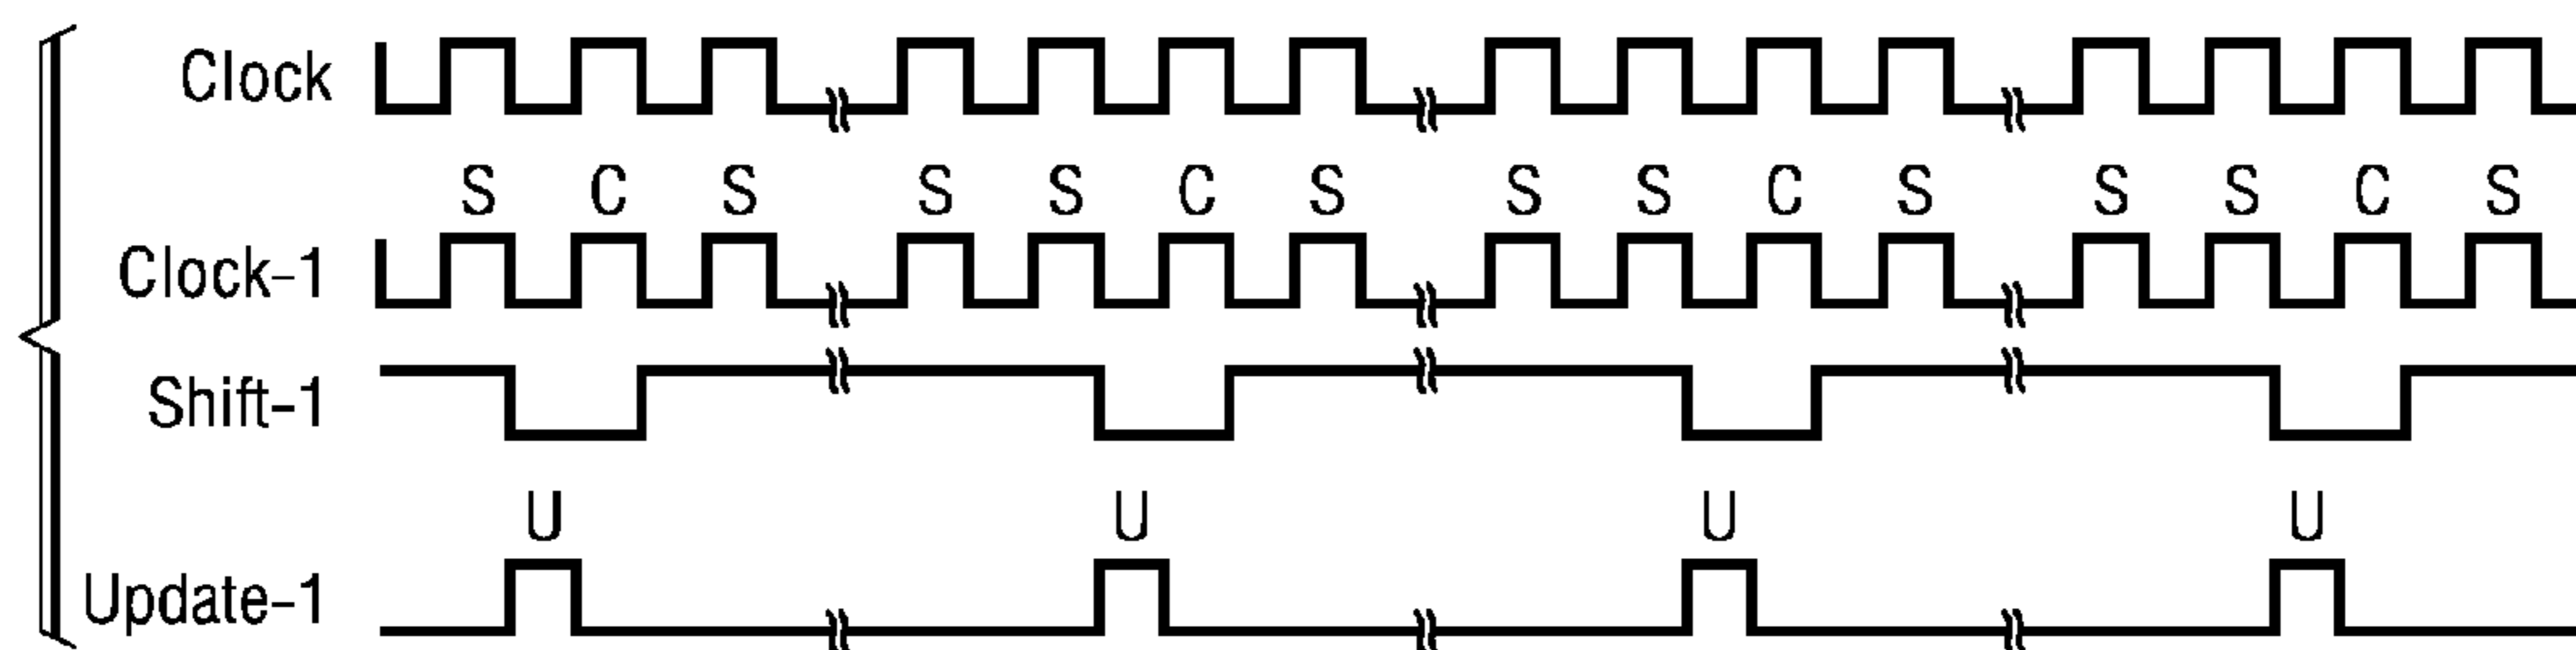 Clock
S C S S S C S S S C S S S C S
Clock-1
Shift-1
U U U U
Update-1